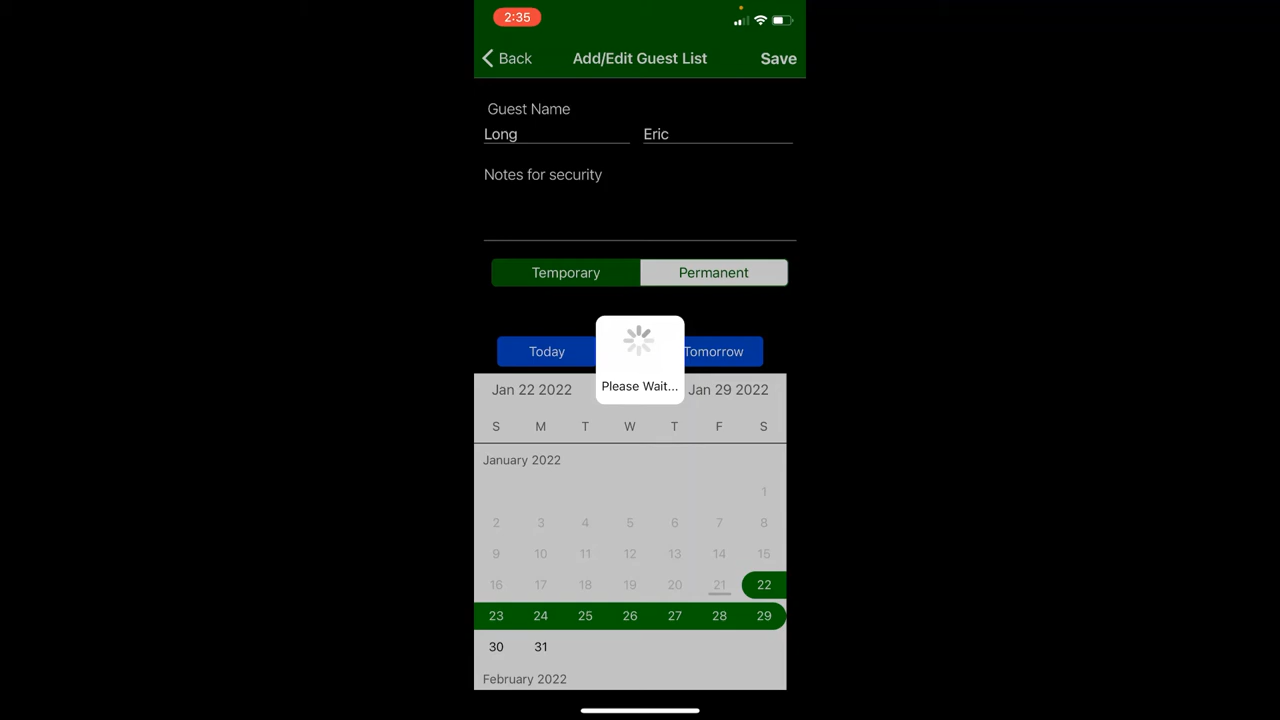 2:35
Back Add/Edit Guest List Save
Guest Name
Long Eric
Notes for security
Temporary Permanent
Today Tomorrow
Please Wait...
Jan 22 2022 Jan 29 2022
S M T W T F S
January 2022
1
2 3 4 5 6 7 8
9 10 11 12 13 14 15
16 17 18 19 20 21 22
23 24 25 26 27 28 29
30 31
February 2022